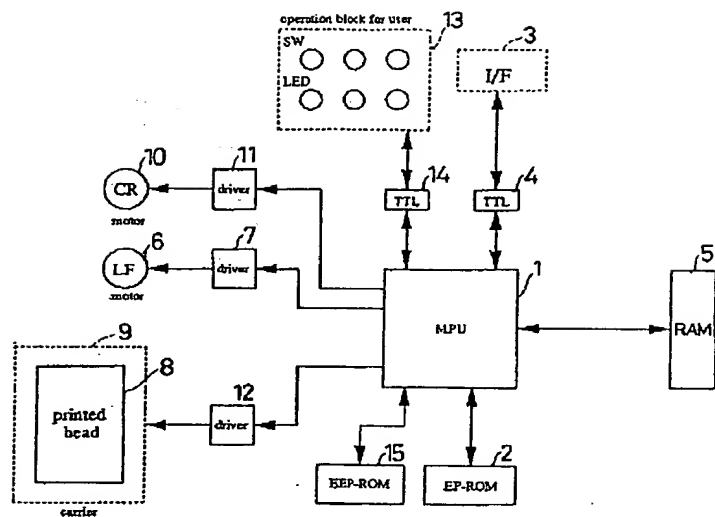 operation block for user
13
SW
LED
3
I/F
10
11
CR
driver
motor
14
TTL
4
TTL
6
7
LF
driver
motor
1
MPU
5
RAM
9
8
printed
head
12
driver
carrier
15
EEP-ROM
2
EP-ROM